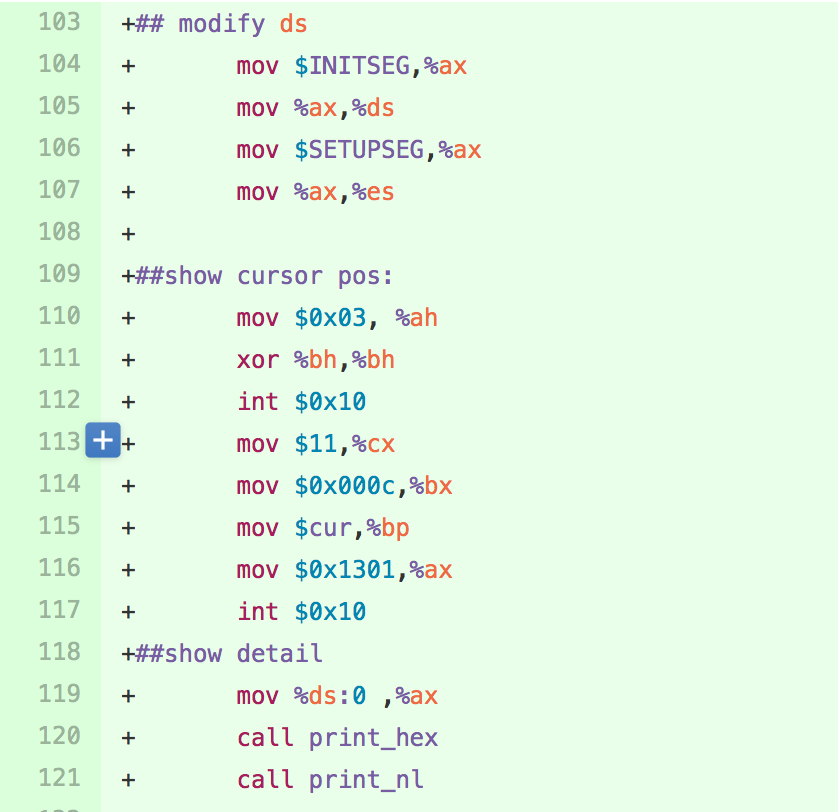 103 +## modify ds
104 + mov $INITSEG,%ax
105 + mov %ax,%ds
106 + mov $SETUPSEG,%ax
107 + mov %ax,%es
108 +
109 +##show cursor pos:
110 + mov $0x03, %ah
111 + xor %bh,%bh
112 + int $0x10
113 + + mov $11,%cx
114 + mov $0x000c,%bx
115 + mov $cur,%bp
116 + mov $0x1301,%ax
117 + int $0x10
118 +##show detail
119 + mov %ds:0 ,%ax
120 + call print_hex
121 + call print_nl